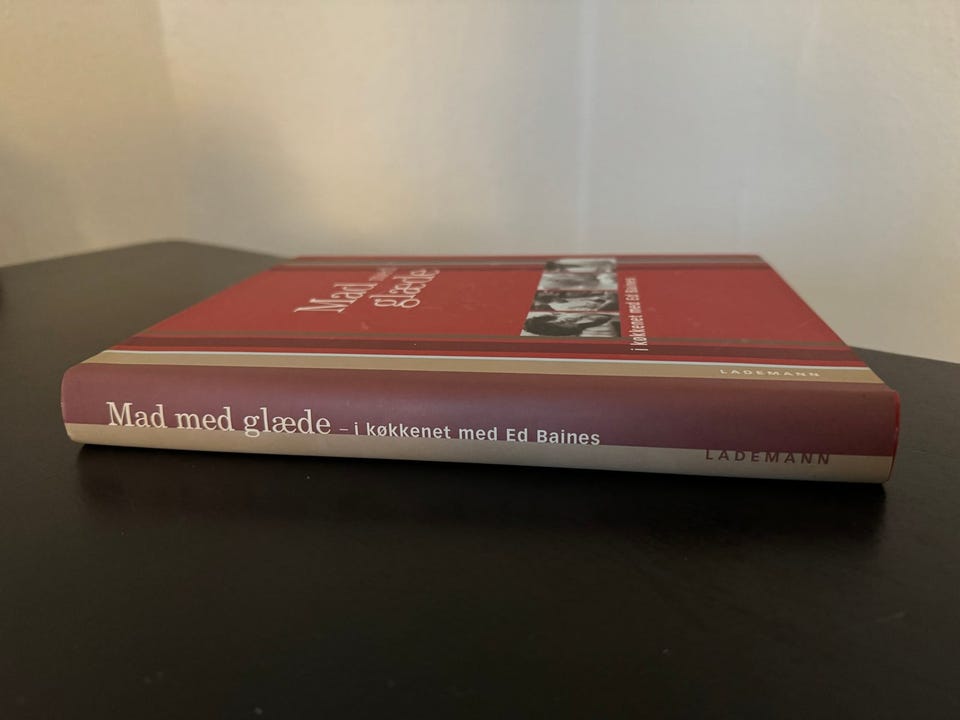 Mad med
glæde
i køkkenet med Ed Baines
LADEMANN
Mad med glæde – i køkkenet med Ed Baines
LADEMANN